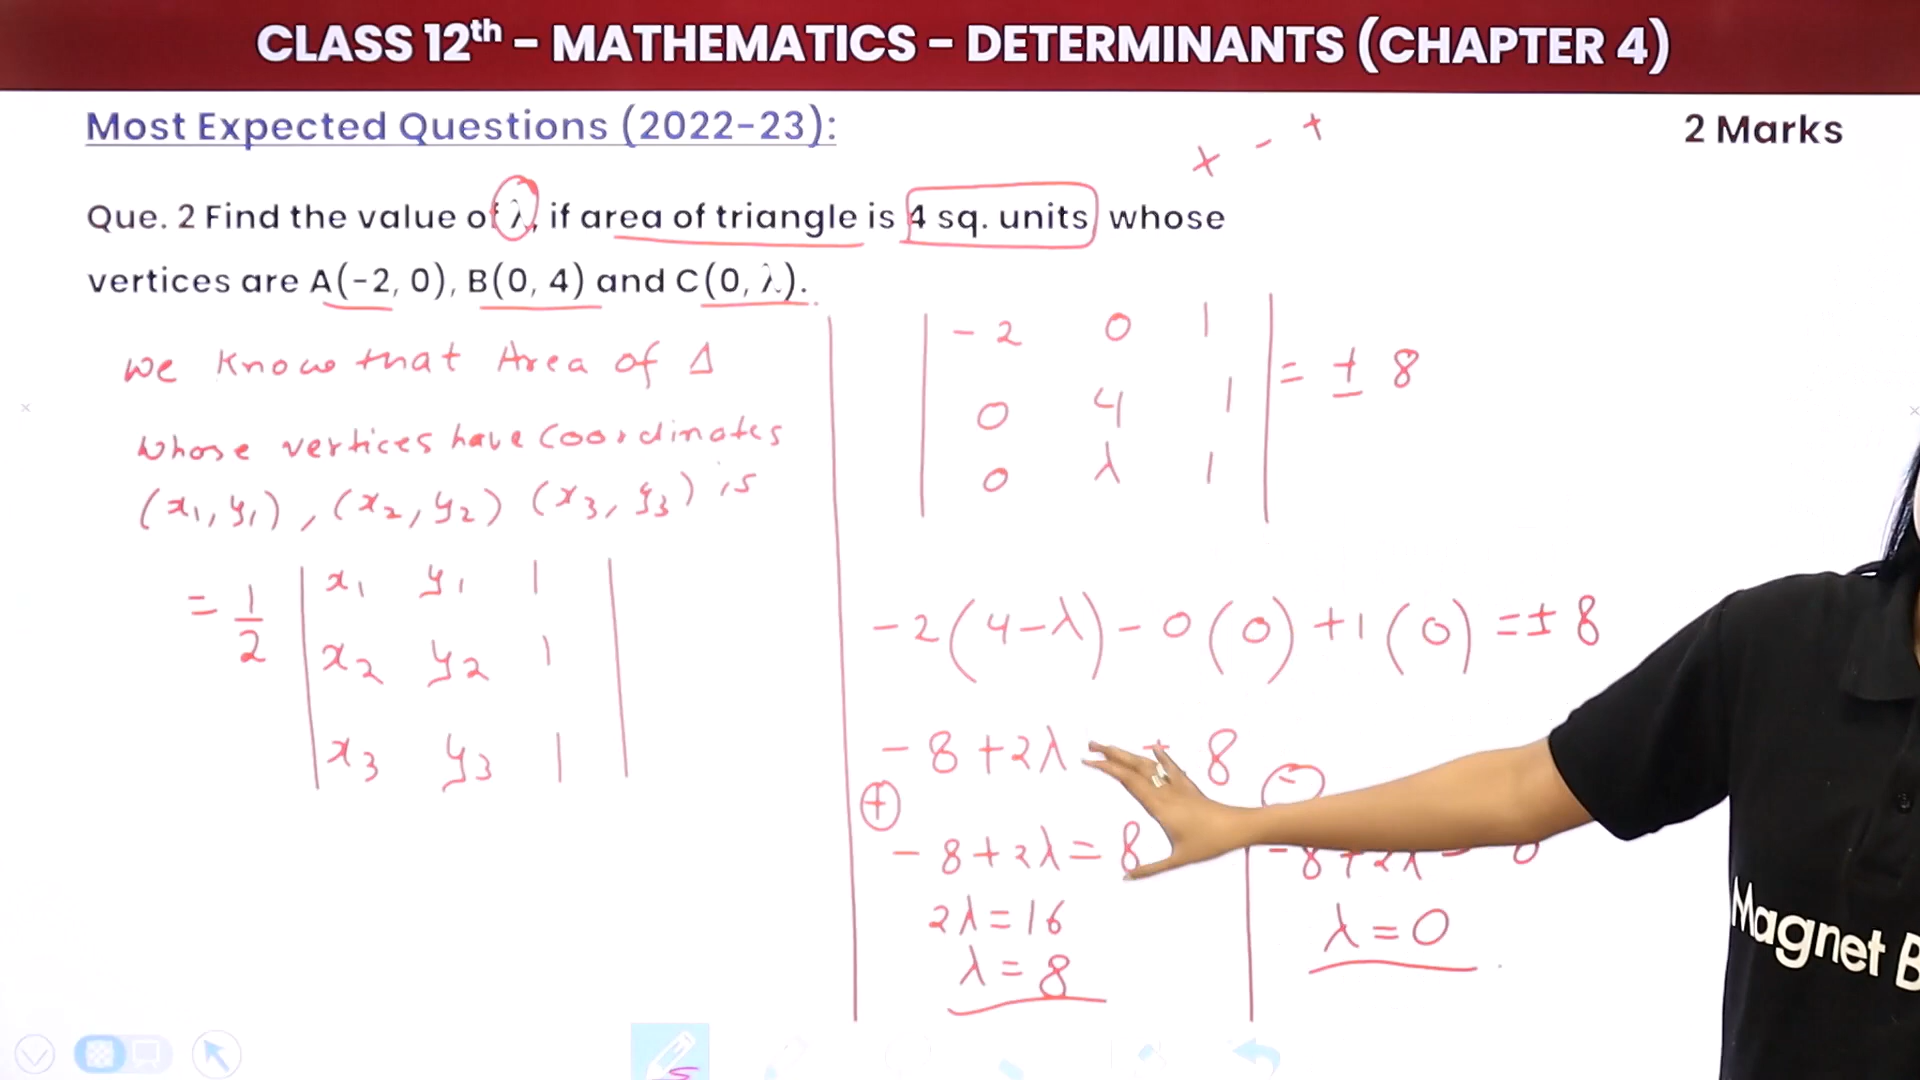 CLASS 12th - MATHEMATICS - DETERMINANTS (CHAPTER 4)
Most Expected Questions (2022-23):
2 Marks
+ - +
Que. 2 Find the value of λ, if area of triangle is 4 sq. units whose
vertices are A(-2, 0), B(0, 4) and C(0, λ).
We know that Area of Δ
whose vertices have coordinates
(x₁, y₁), (x₂, y₂) (x₃, y₃) is
= 1/2 | x₁ y₁ 1 |
| x₂ y₂ 1 |
| x₃ y₃ 1 |
| -2 0 1 | = ± 8
| 0 4 1 |
| 0 λ 1 |
-2(4-λ) - 0(0) + 1(0) = ± 8
-8+2λ = ± 8
(+)
-8+2λ = 8
2λ = 16
λ = 8
(-)
-8+2λ
λ = 0
Magnet B